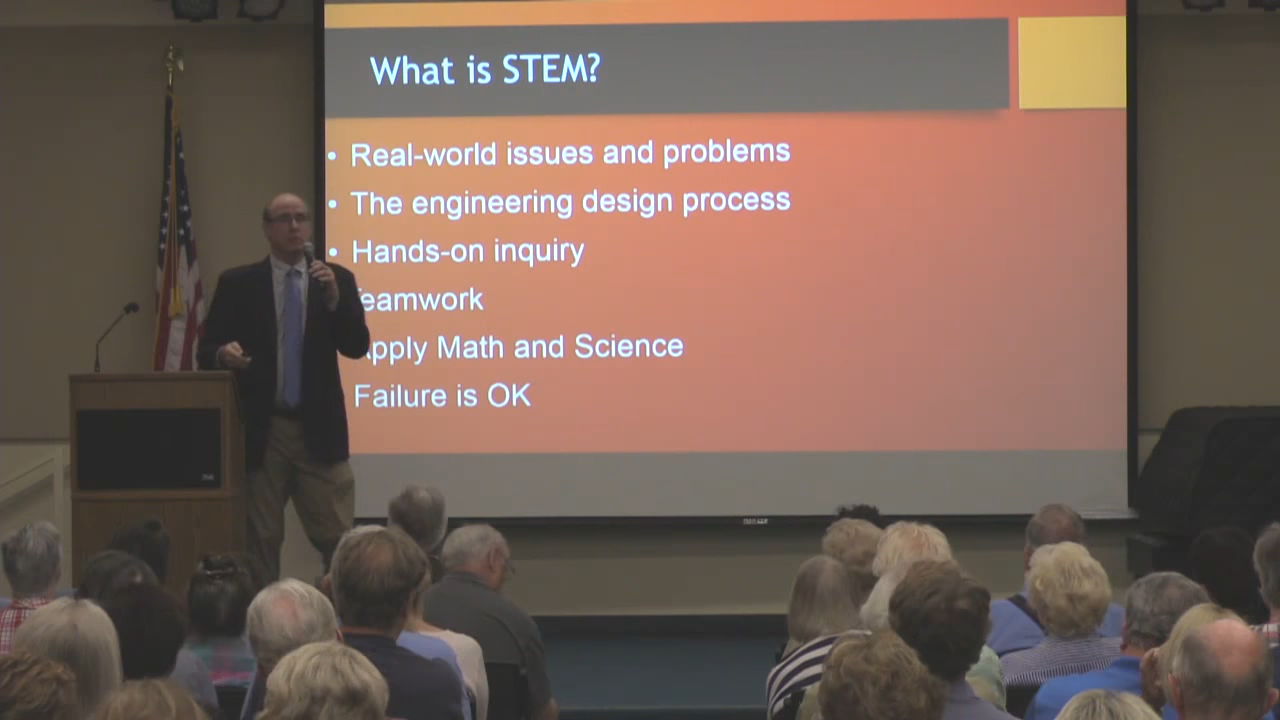 What is STEM?
• Real-world issues and problems
• The engineering design process
• Hands-on inquiry
eamwork
pply Math and Science
Failure is OK